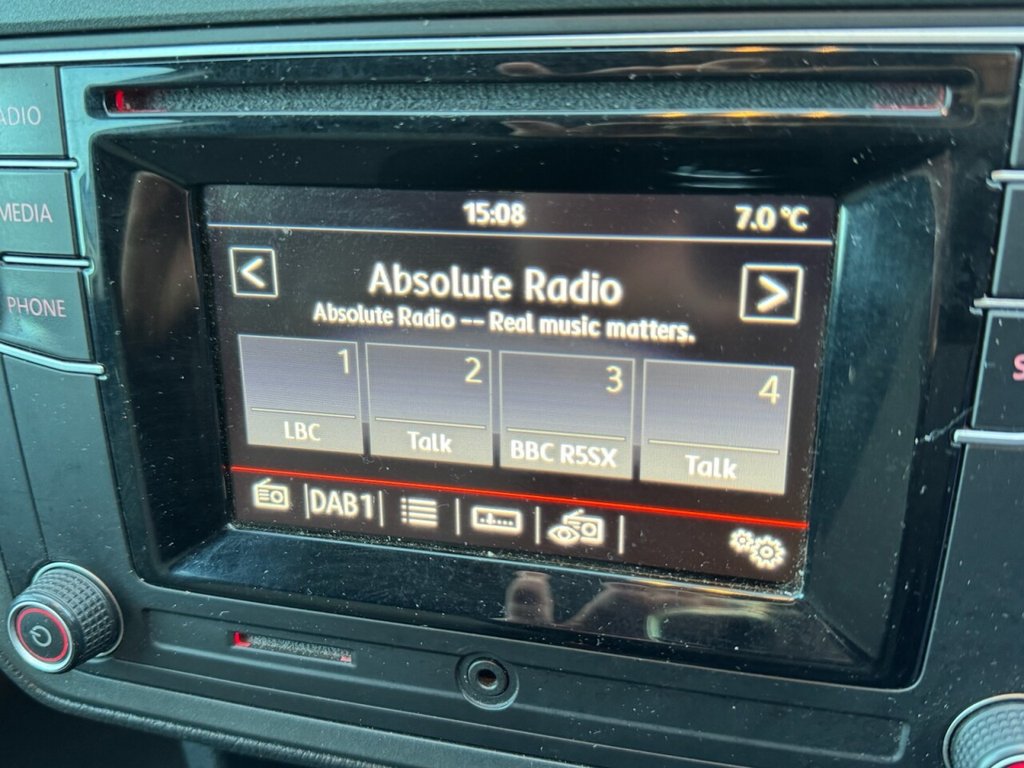 ADIO
MEDIA
PHONE
15:08
7.0 °C
<
Absolute Radio
>
Absolute Radio -- Real music matters.
1
2
3
4
LBC
Talk
BBC R5SX
Talk
DAB1
S